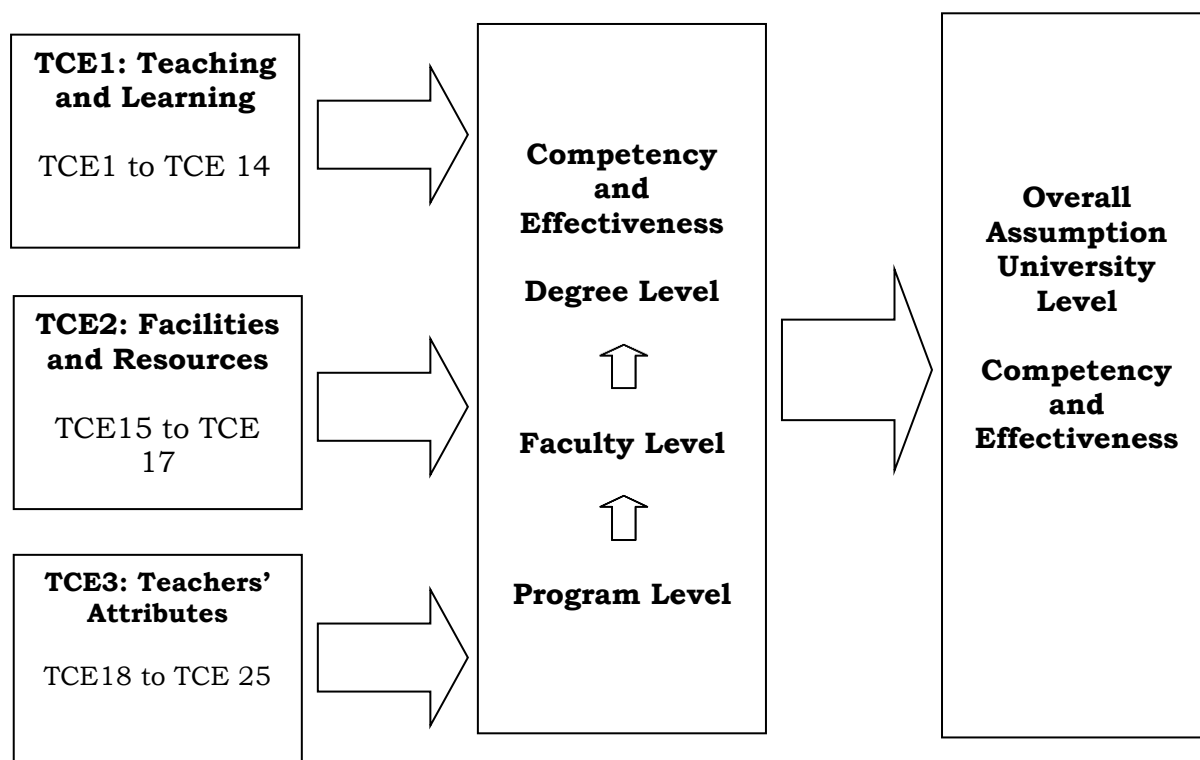 TCE1: Teaching
and Learning
TCE1 to TCE 14
TCE2: Facilities
and Resources
TCE15 to TCE
17
TCE3: Teachers’
Attributes
TCE18 to TCE 25
Competency
and
Effectiveness
Degree Level
Faculty Level
Program Level
Overall
Assumption
University
Level
Competency
and
Effectiveness